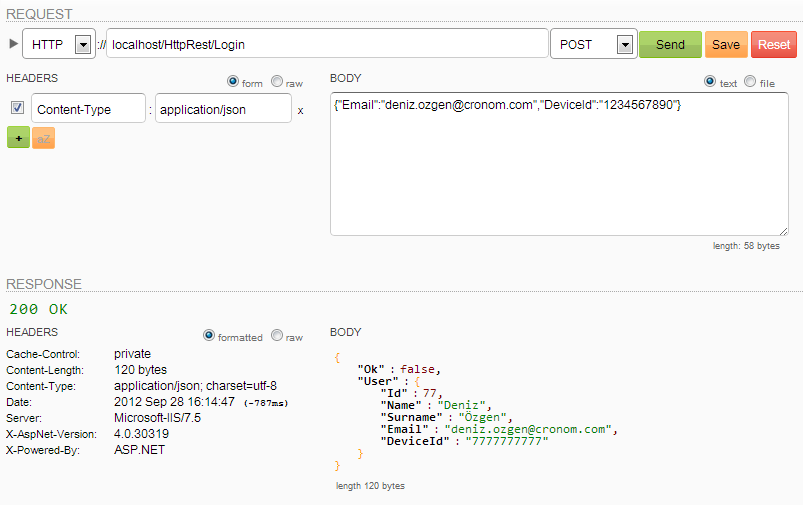 REQUEST
HTTP :// localhost/HttpRest/Login POST Send Save Reset
HEADERS form raw
Content-Type : application/json x
+ aZ
BODY text file
{"Email":"deniz.ozgen@cronom.com","DeviceId":"1234567890"}
length: 58 bytes
RESPONSE
200 OK
HEADERS formatted raw
Cache-Control: private
Content-Length: 120 bytes
Content-Type: application/json; charset=utf-8
Date: 2012 Sep 28 16:14:47 (-787ms)
Server: Microsoft-IIS/7.5
X-AspNet-Version: 4.0.30319
X-Powered-By: ASP.NET
BODY
{
"Ok" : false,
"User" : {
"Id" : 77,
"Name" : "Deniz",
"Surname" : "Özgen",
"Email" : "deniz.ozgen@cronom.com",
"DeviceId" : "7777777777"
}
}
length 120 bytes